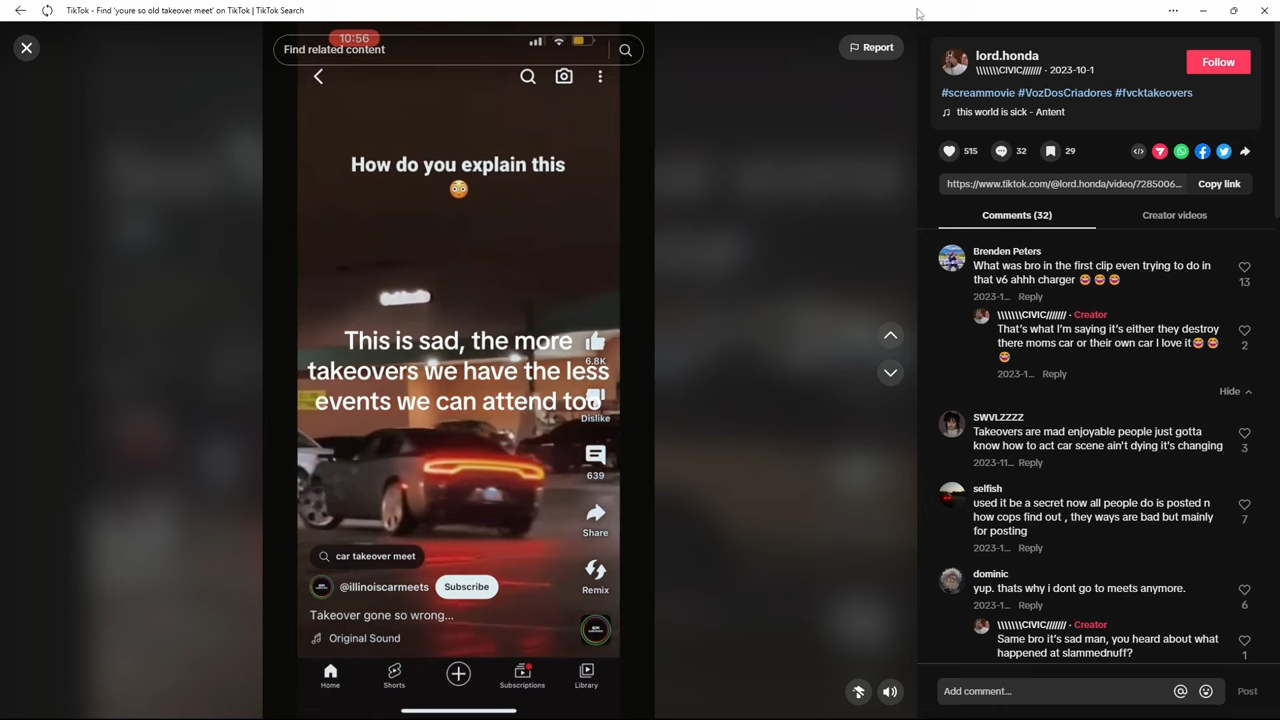 TikTok - Find 'youre so old takeover meet' on TikTok | TikTok Search
10:56
Find related content
Report
How do you explain this
This is sad, the more
takeovers we have the less
events we can attend too
6.8K
Dislike
639
Share
Remix
car takeover meet
@illinoiscarmeets
Subscribe
Takeover gone so wrong...
Original Sound
Home
Shorts
Subscriptions
Library
lord.honda
\\\\\\\CIVIC/////// · 2023-10-1
Follow
#screammovie #VozDosCriadores #fvcktakeovers
this world is sick - Antent
515
32
29
https://www.tiktok.com/@lord.honda/video/7285006...
Copy link
Comments (32)
Creator videos
Brenden Peters
What was bro in the first clip even trying to do in
that v6 ahhh charger 😂 😂 😂
13
2023-1... Reply
\\\\\\\CIVIC/////// · Creator
That's what I'm saying it's either they destroy
there moms car or their own car I love it😂 😂
😂
2
2023-1... Reply
Hide
SWVLZZZZ
Takeovers are mad enjoyable people just gotta
know how to act car scene ain't dying it's changing
3
2023-11... Reply
selfish
used it be a secret now all people do is posted n
how cops find out , they ways are bad but mainly
for posting
7
2023-1... Reply
dominic
yup. thats why i dont go to meets anymore.
6
2023-1... Reply
\\\\\\\CIVIC/////// · Creator
Same bro it's sad man, you heard about what
happened at slammednuff?
1
Add comment...
Post